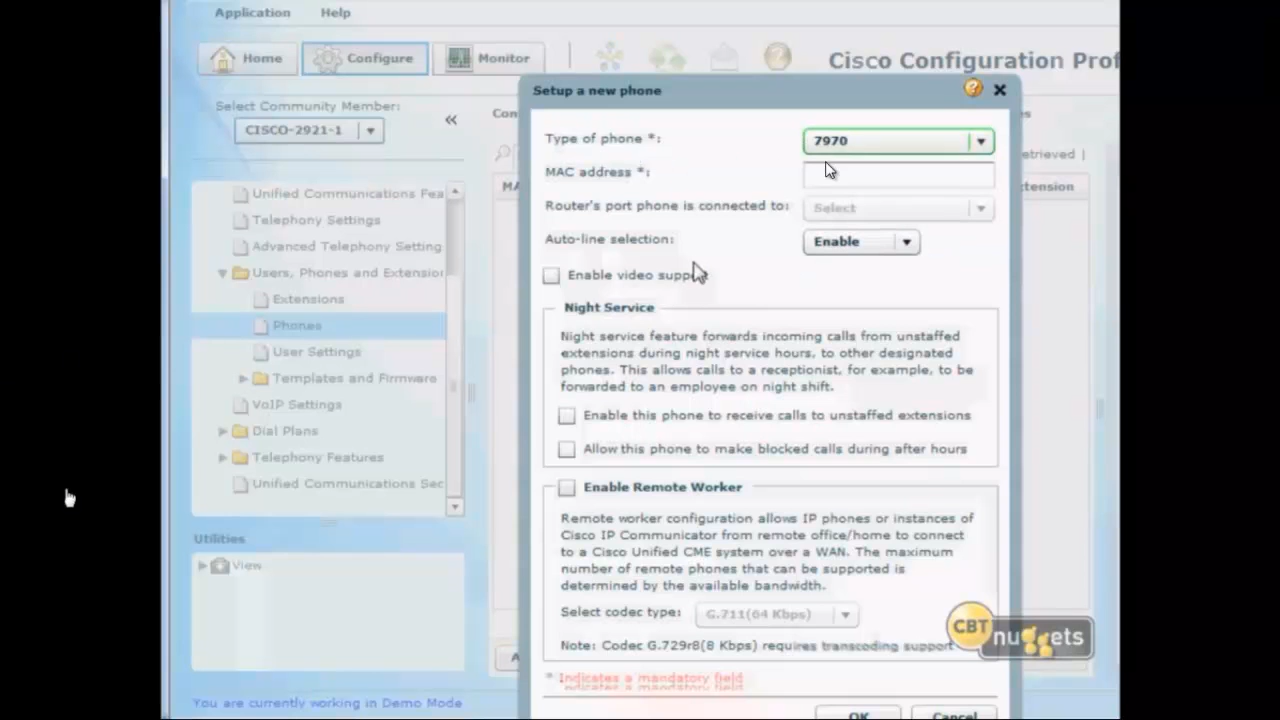 Application Help
Home Configure Monitor
Cisco Configuration Prof
Select Community Member:
CISCO-2921-1
Unified Communications Fea
Telephony Settings
Advanced Telephony Setting
Users, Phones and Extension
Extensions
Phones
User Settings
Templates and Firmware
VoIP Settings
Dial Plans
Telephony Features
Unified Communications Sec
Utilities
View
You are currently working in Demo Mode
Con
es
etrieved |
MA
tension
A
Setup a new phone
Type of phone *: 7970
MAC address *:
Router's port phone is connected to: Select
Auto-line selection: Enable
Enable video supp
Night Service
Night service feature forwards incoming calls from unstaffed
extensions during night service hours, to other designated
phones. This allows calls to a receptionist, for example, to be
forwarded to an employee on night shift.
Enable this phone to receive calls to unstaffed extensions
Allow this phone to make blocked calls during after hours
Enable Remote Worker
Remote worker configuration allows IP phones or instances of
Cisco IP Communicator from remote office/home to connect
to a Cisco Unified CME system over a WAN. The maximum
number of remote phones that can be supported is
determined by the available bandwidth.
Select codec type: G.711(64 Kbps)
Note: Codec G.729r8(8 Kbps) requires transcoding support
* Indicates a mandatory field
OK Cancel
CBT nuggets